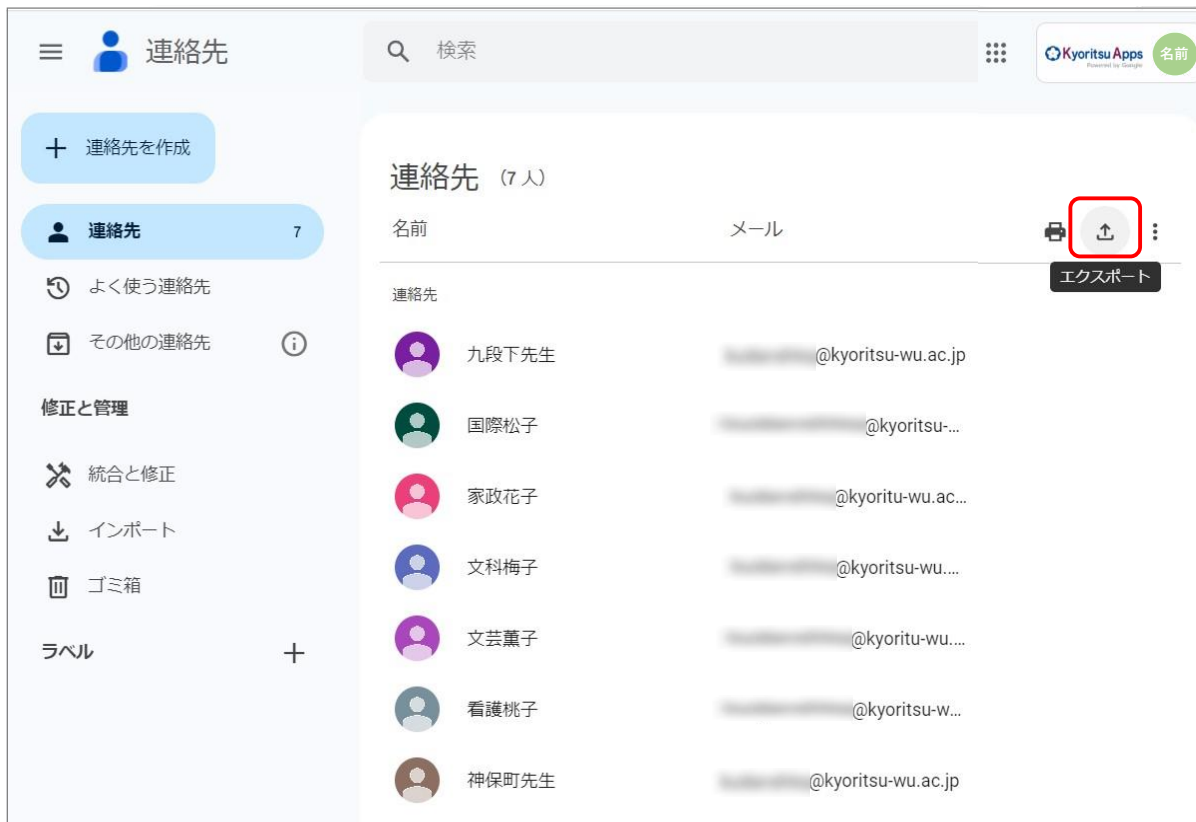 連絡先
検索
Kyoritsu Apps
Powered by Google
名前
連絡先を作成
連絡先 7
よく使う連絡先
その他の連絡先
修正と管理
統合と修正
インポート
ゴミ箱
ラベル
連絡先 (7 人)
名前 メール
エクスポート
連絡先
九段下先生 @kyoritsu-wu.ac.jp
国際松子 @kyoritsu-...
家政花子 @kyoritu-wu.ac...
文科梅子 @kyoritsu-wu....
文芸薫子 @kyoritu-wu....
看護桃子 @kyoritsu-w...
神保町先生 @kyoritsu-wu.ac.jp